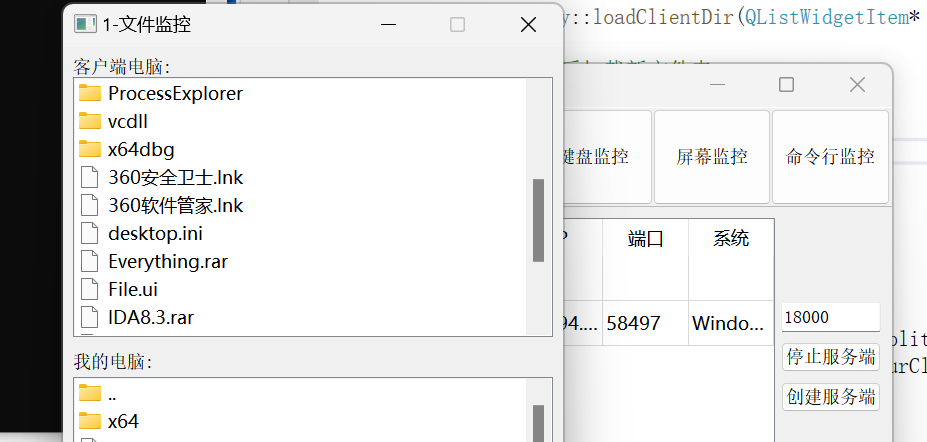 1-文件监控
客户端电脑:
ProcessExplorer
vcdll
x64dbg
360安全卫士.lnk
360软件管家.lnk
desktop.ini
Everything.rar
File.ui
IDA8.3.rar
我的电脑:
..
x64
::loadClientDir(QListWidgetItem*
键盘监控 屏幕监控 命令行监控
端口 系统
94.... 58497 Windo...
18000
停止服务端
创建服务端